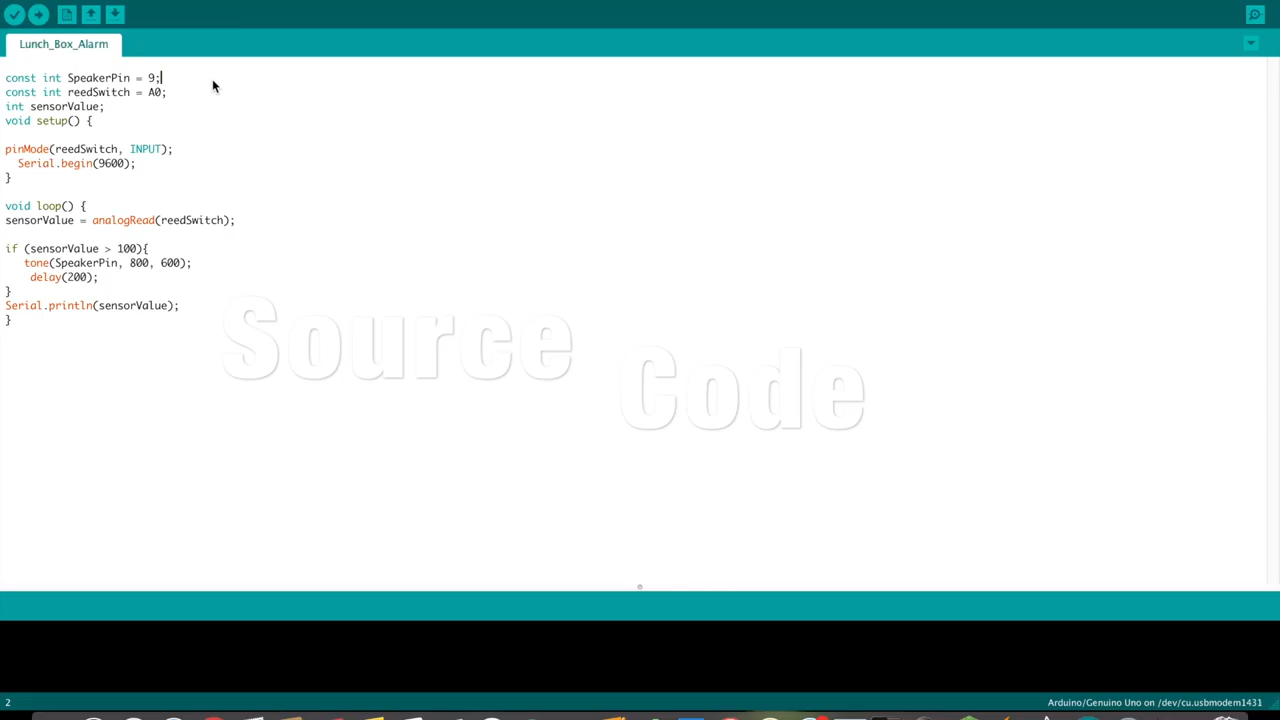 Lunch_Box_Alarm
const int SpeakerPin = 9;
const int reedSwitch = A0;
int sensorValue;
void setup() {
pinMode(reedSwitch, INPUT);
Serial.begin(9600);
}
void loop() {
sensorValue = analogRead(reedSwitch);
if (sensorValue > 100){
tone(SpeakerPin, 800, 600);
delay(200);
}
Serial.println(sensorValue);
}
Source
Code
2
Arduino/Genuino Uno on /dev/cu.usbmodem1431